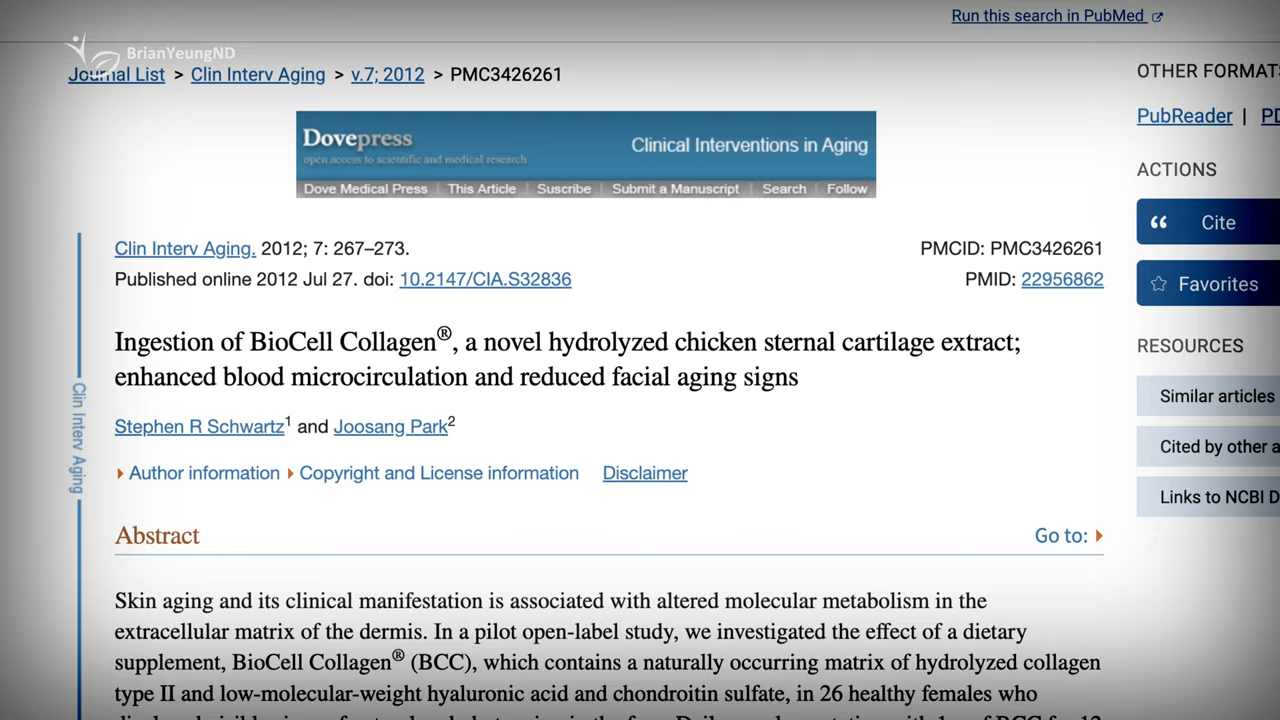 Run this search in PubMed
BrianYeungND
Journal List > Clin Interv Aging > v.7; 2012 > PMC3426261
OTHER FORMATS
PubReader |
Dovepress
open access to scientific and medical research
Clinical Interventions in Aging
Dove Medical Press | This Article | Suscribe | Submit a Manuscript | Search | Follow
ACTIONS
Cite
Favorites
RESOURCES
Similar articles
Cited by other
Links to NCBI
Clin Interv Aging
Clin Interv Aging. 2012; 7: 267–273.
PMCID: PMC3426261
Published online 2012 Jul 27. doi: 10.2147/CIA.S32836
PMID: 22956862
Ingestion of BioCell Collagen®, a novel hydrolyzed chicken sternal cartilage extract;
enhanced blood microcirculation and reduced facial aging signs
Stephen R Schwartz1 and Joosang Park2
Author information Copyright and License information Disclaimer
Abstract
Go to:
Skin aging and its clinical manifestation is associated with altered molecular metabolism in the
extracellular matrix of the dermis. In a pilot open-label study, we investigated the effect of a dietary
supplement, BioCell Collagen® (BCC), which contains a naturally occurring matrix of hydrolyzed collagen
type II and low-molecular-weight hyaluronic acid and chondroitin sulfate, in 26 healthy females who